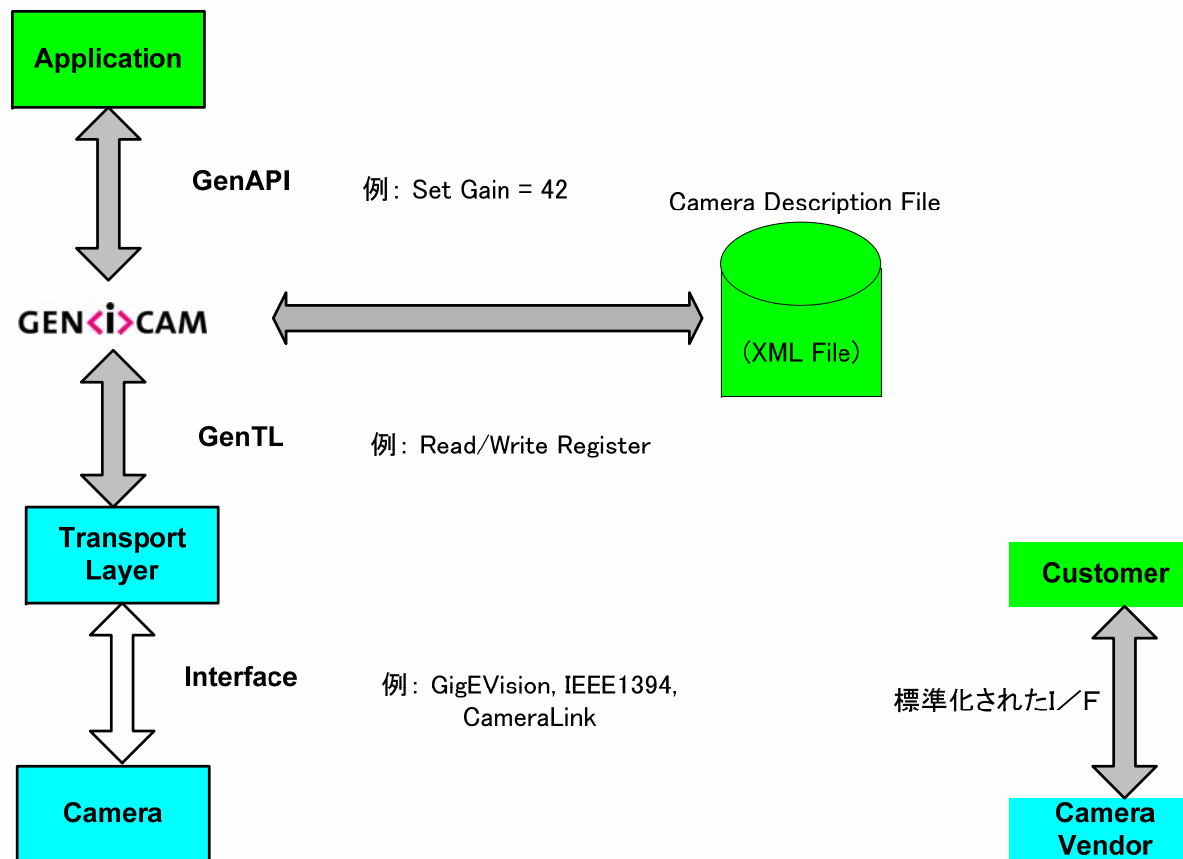 Application
GenAPI
例： Set Gain = 42
Camera Description File
GEN<i>CAM
（XML File）
GenTL
例： Read/Write Register
Transport
Layer
Customer
Interface
例： GigEVision, IEEE1394,
CameraLink
標準化されたI／F
Camera
Camera
Vendor